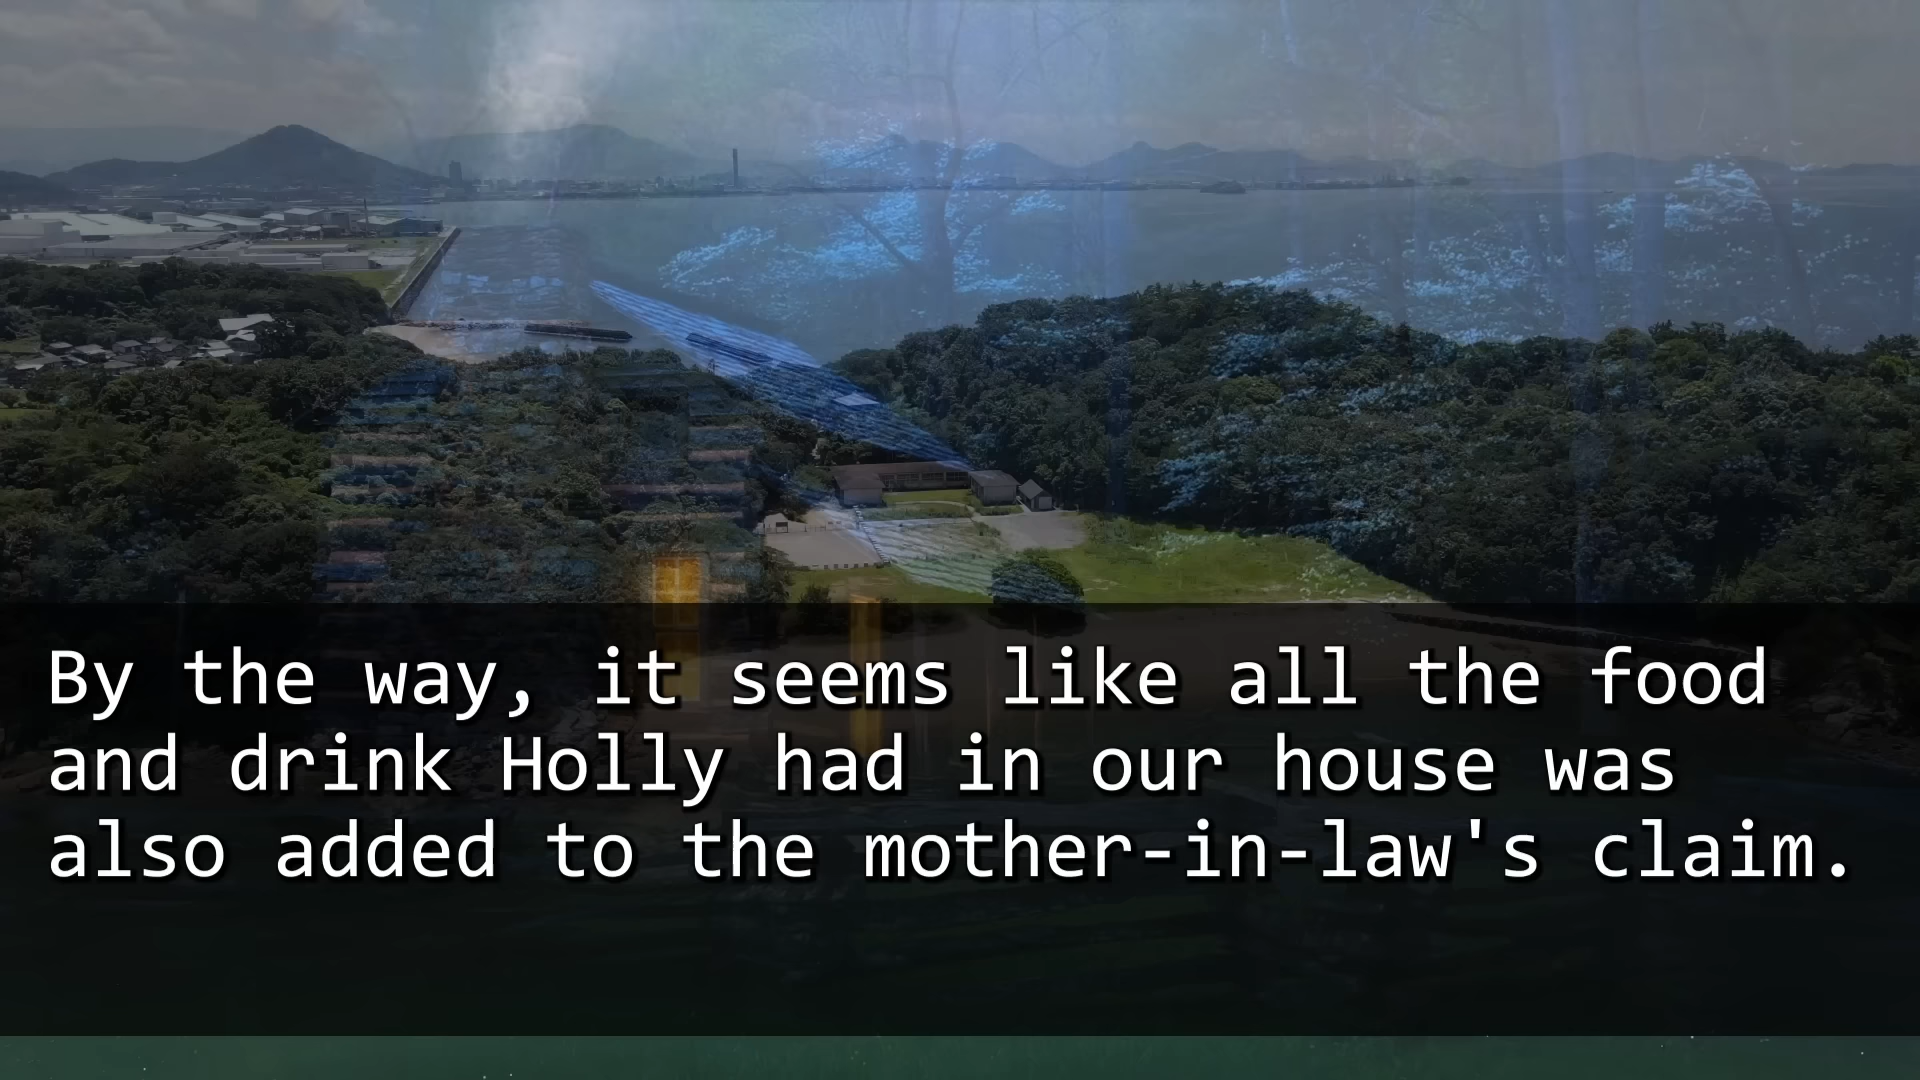 By the way, it seems like all the food
and drink Holly had in our house was
also added to the mother-in-law's claim.